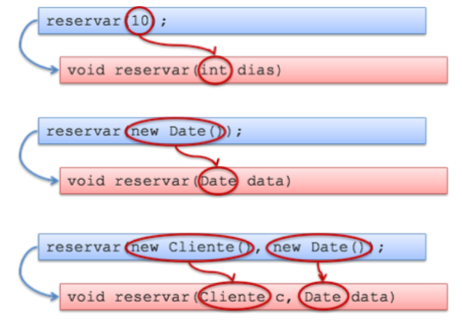 reservar(10);
void reservar(int dias)
reservar(new Date());
void reservar(Date data)
reservar(new Cliente(), new Date());
void reservar(Cliente c, Date data)